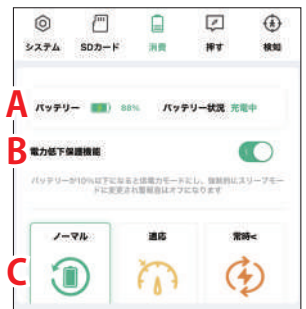 システム SDカード 消費 押す 検知
A バッテリー 88% バッテリー状況 充電中
B 電力低下保護機能
バッテリーが10%以下になると低電力モードにし、強制的にスリープモー
ドに変更され警報音はオフになります
ノーマル 適応 常時<
C